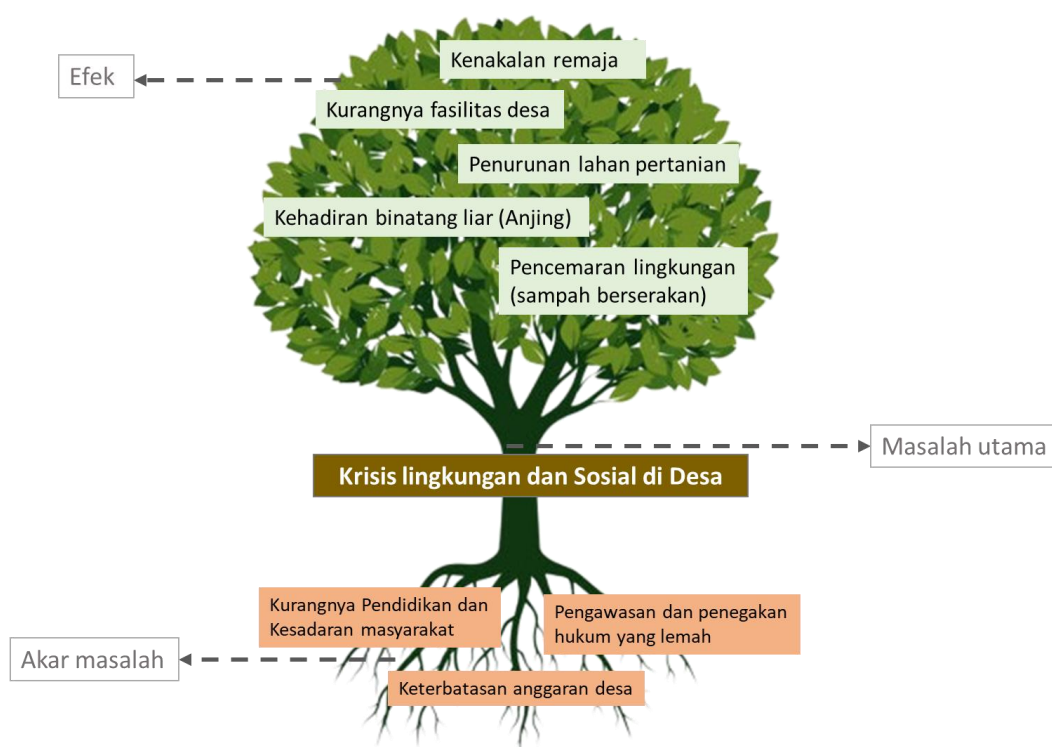 Kenakalan remaja
Efek
Kurangnya fasilitas desa
Penurunan lahan pertanian
Kehadiran binatang liar (Anjing)
Pencemaran lingkungan
(sampah berserakan)
Masalah utama
Krisis lingkungan dan Sosial di Desa
Kurangnya Pendidikan dan
Kesadaran masyarakat
Pengawasan dan penegakan
hukum yang lemah
Akar masalah
Keterbatasan anggaran desa